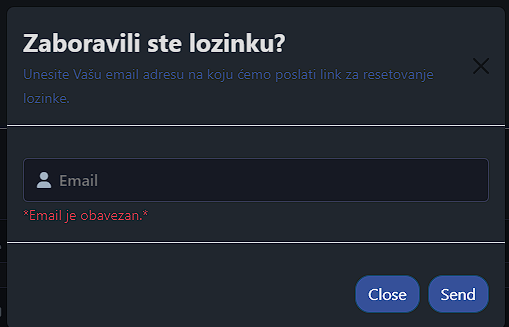 Zaboravili ste lozinku?
Unesite Vašu email adresu na koju ćemo poslati link za resetovanje
lozinke.
Email
*Email je obavezan.*
Close Send